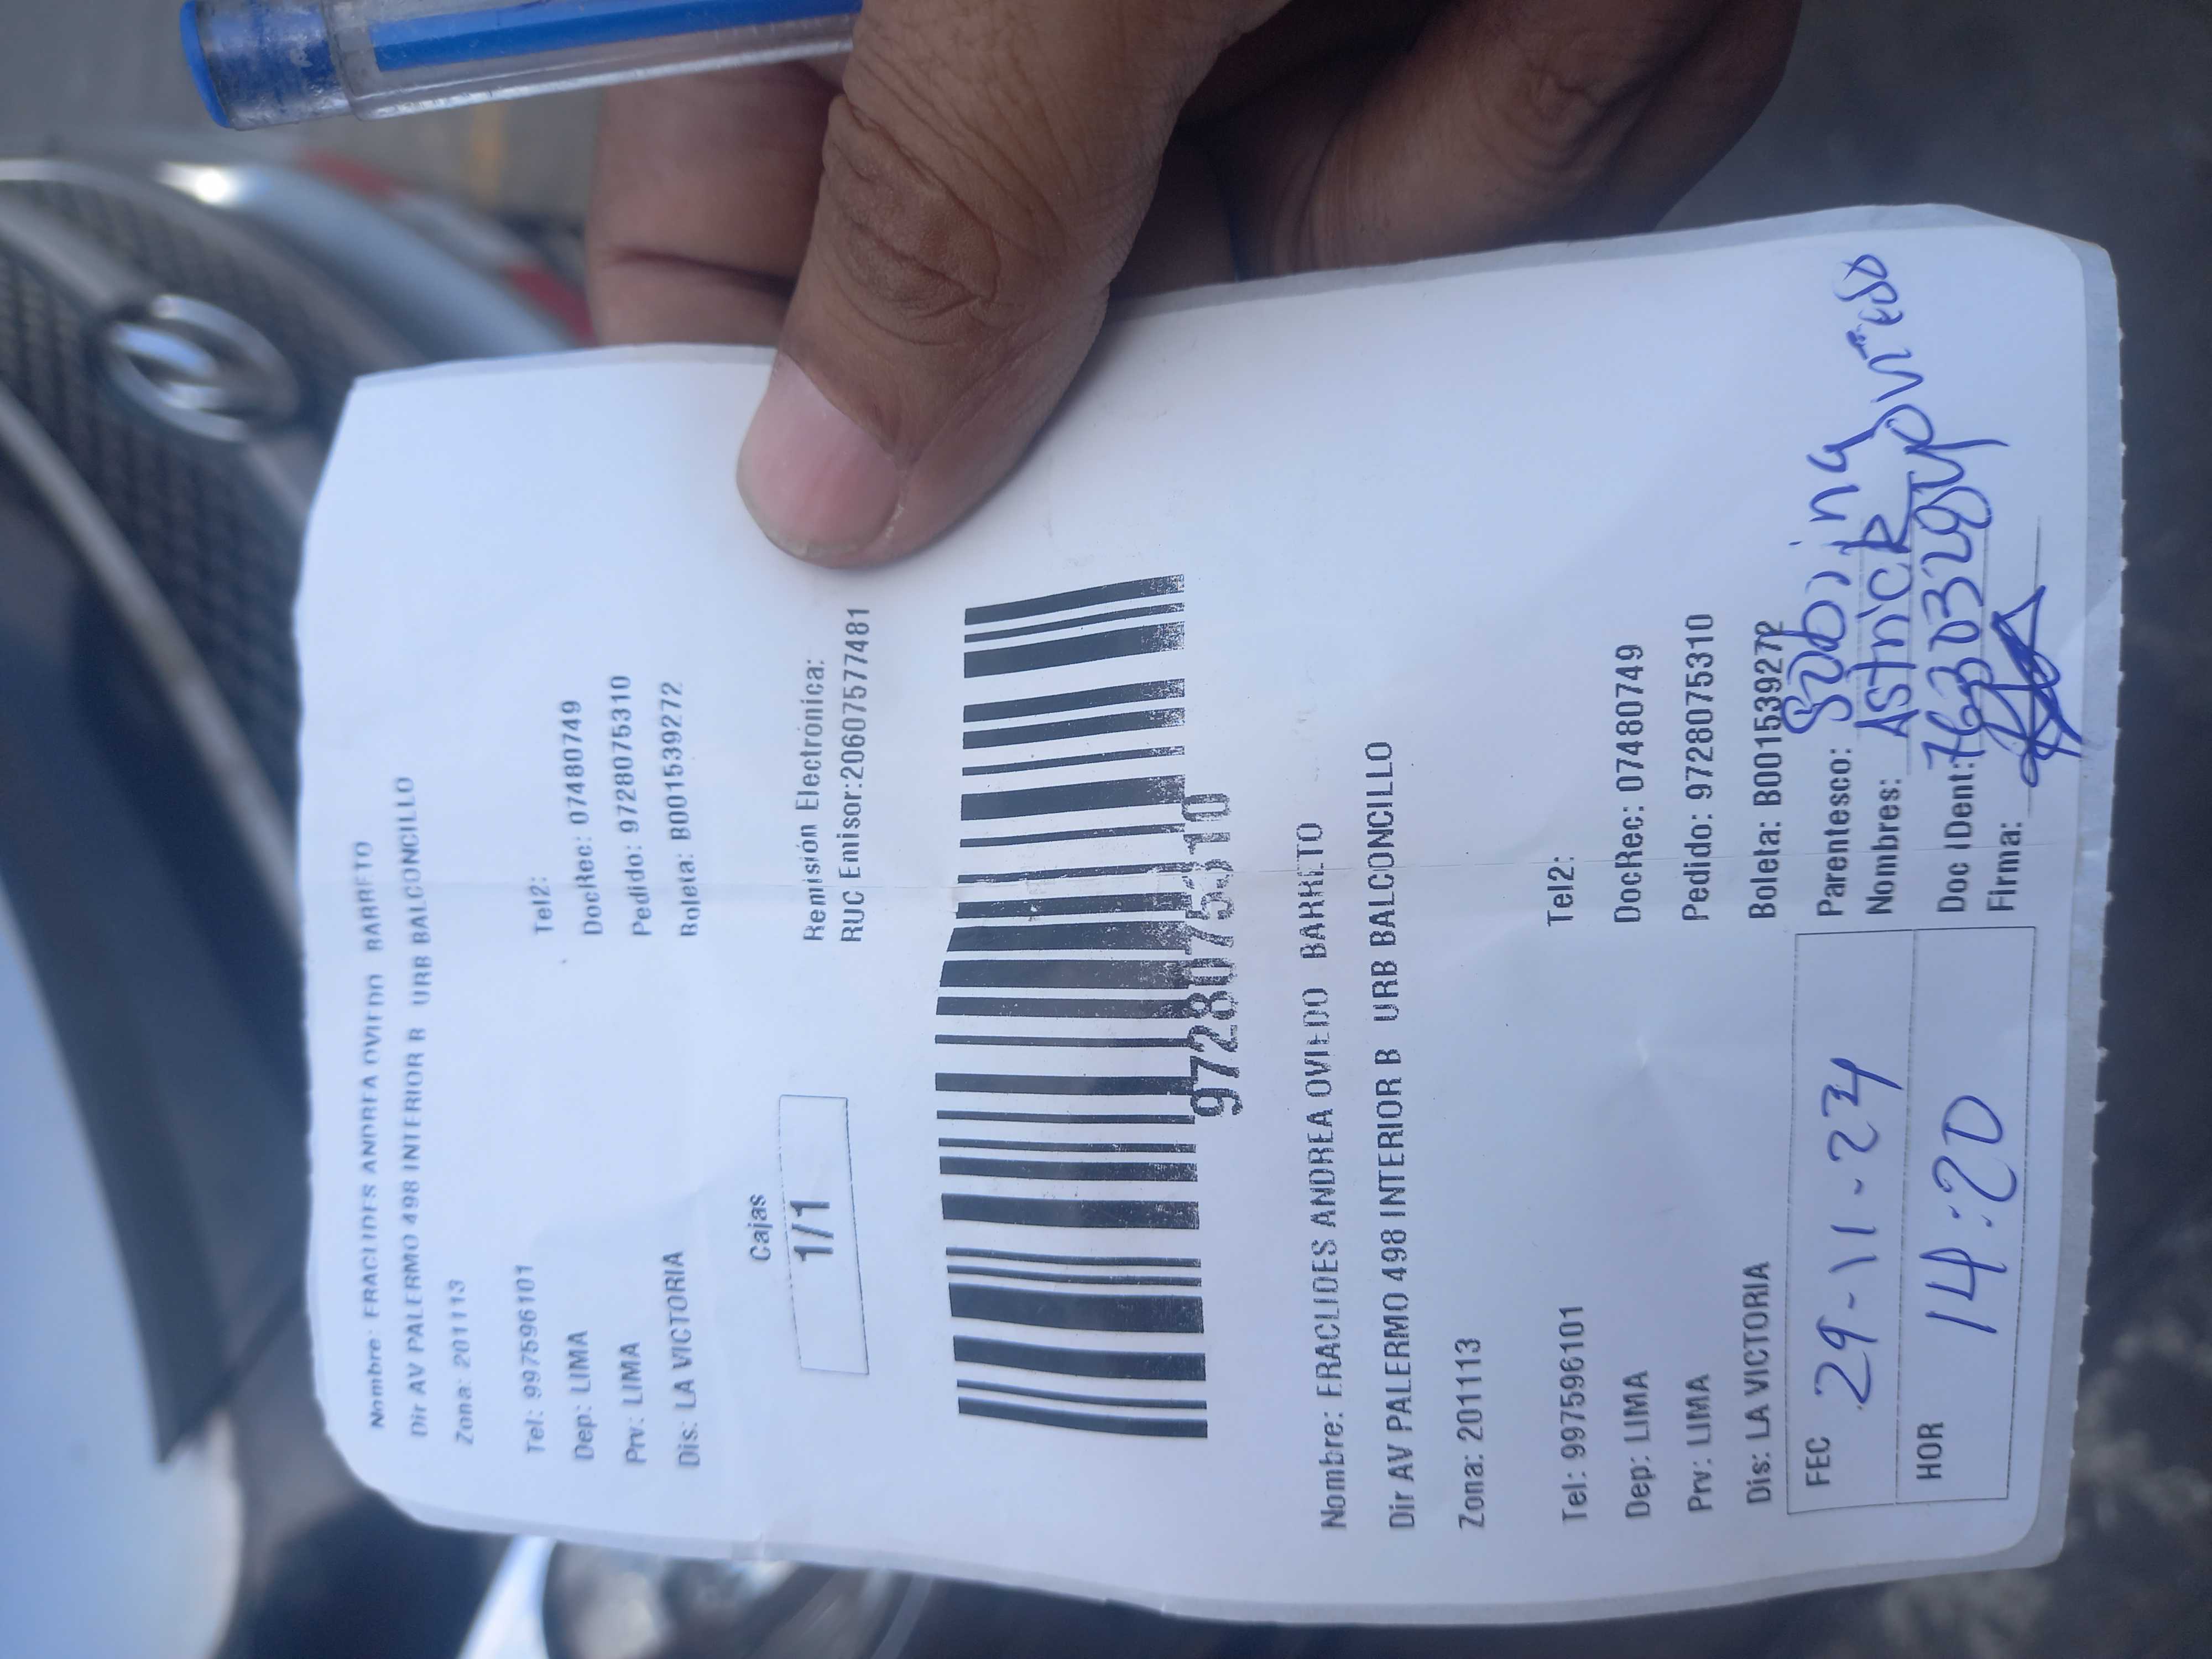 Nombre: ERACLIDES ANDREA OVIEDO BARRETO
Dir AV PALERMO 498 INTERIOR B URB BALCONCILLO
Zona: 201113
Tel: 997596101 Tel2:
Dep: LIMA DocRec: 07480749
Prv: LIMA Pedido: 97280075310
Dis: LA VICTORIA Boleta: B001539272
Cajas
1/1
Remisión Electrónica:
RUC Emisor:20607577481
97280075310
Nombre: ERACLIDES ANDREA OVIEDO BARRETO
Dir AV PALERMO 498 INTERIOR B URB BALCONCILLO
Zona: 201113
Tel: 997596101 Tel2:
Dep: LIMA DocRec: 07480749
Prv: LIMA Pedido: 97280075310
Dis: LA VICTORIA Boleta: B001539272
FEC 29-11-24 Parentesco: Sobrina
Nombres: Astrick
HOR 14:20 Doc IDent:
Firma: